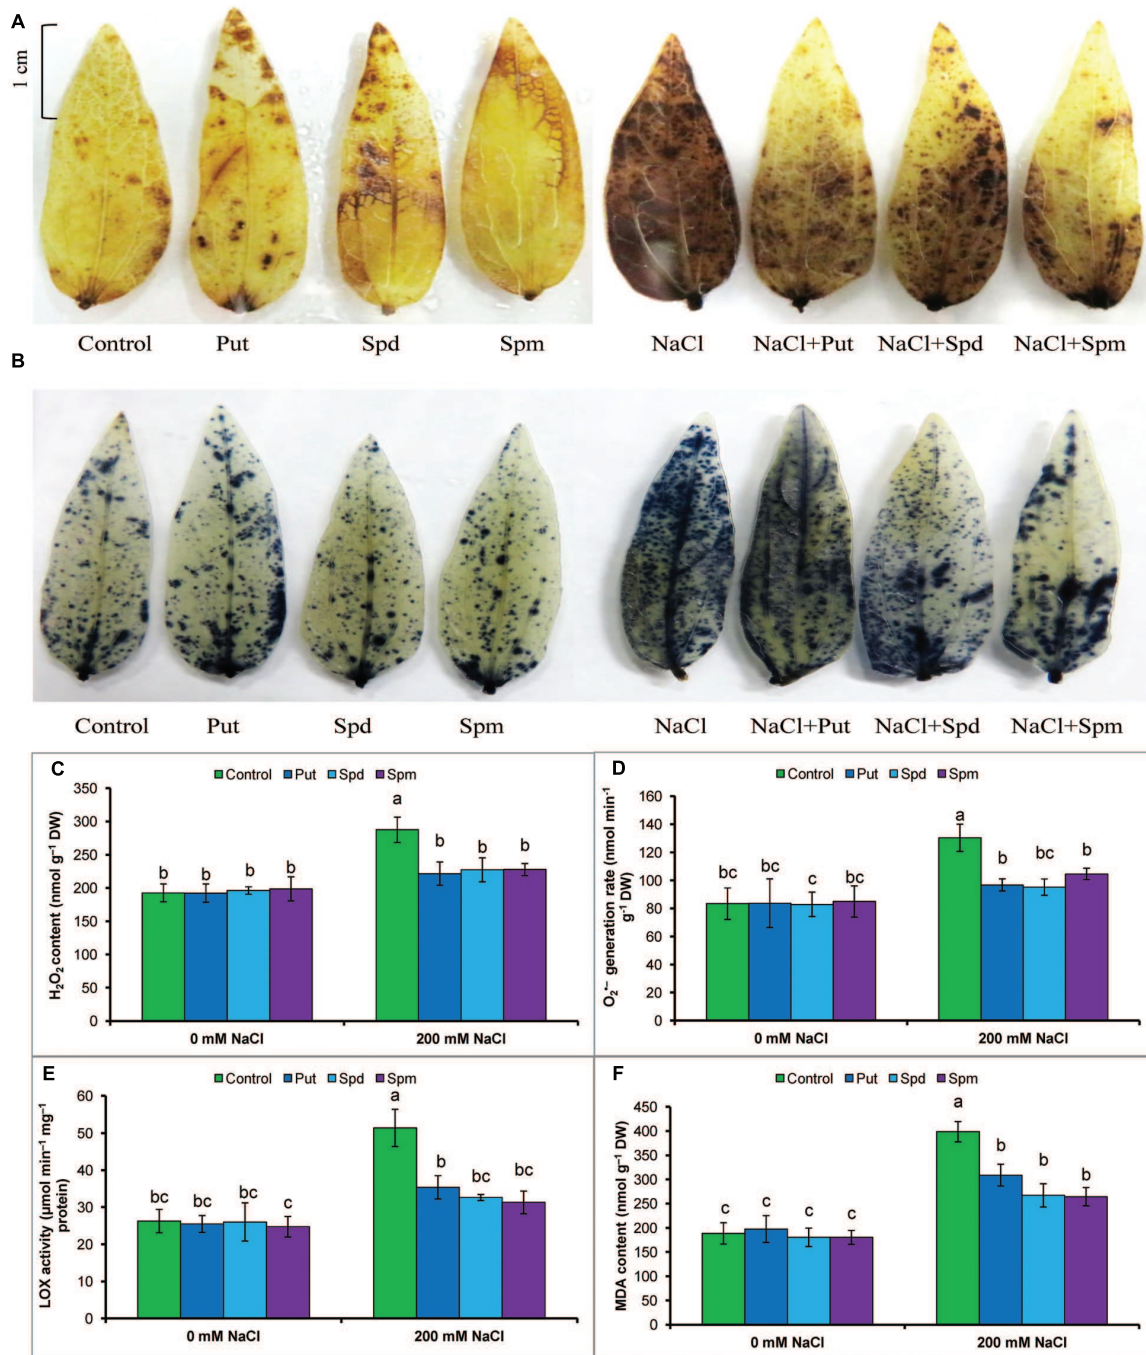 A
1 cm
Control Put Spd Spm NaCl NaCl+Put NaCl+Spd NaCl+Spm
B
Control Put Spd Spm NaCl NaCl+Put NaCl+Spd NaCl+Spm
C
Control Put Spd Spm
H₂O₂ content (nmol g⁻¹ DW)
350
300
250
200
150
100
50
0
b b b b a b b b
0 mM NaCl 200 mM NaCl
D
Control Put Spd Spm
O₂•– generation rate (nmol min⁻¹
g⁻¹ DW)
160
140
120
100
80
60
40
20
0
bc bc c bc a b bc b
0 mM NaCl 200 mM NaCl
E
Control Put Spd Spm
LOX activity (µmol min⁻¹ mg⁻¹
protein)
60
50
40
30
20
10
0
bc bc bc c a b bc bc
0 mM NaCl 200 mM NaCl
F
Control Put Spd Spm
MDA content (nmol g⁻¹ DW)
450
400
350
300
250
200
150
100
50
0
c c c c a b b b
0 mM NaCl 200 mM NaCl